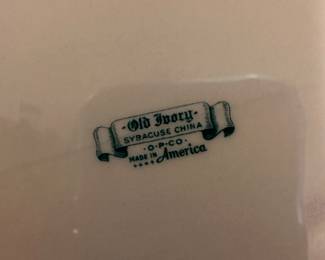 Old Ivory
SYRACUSE CHINA
O.P.CO.
MADE IN America